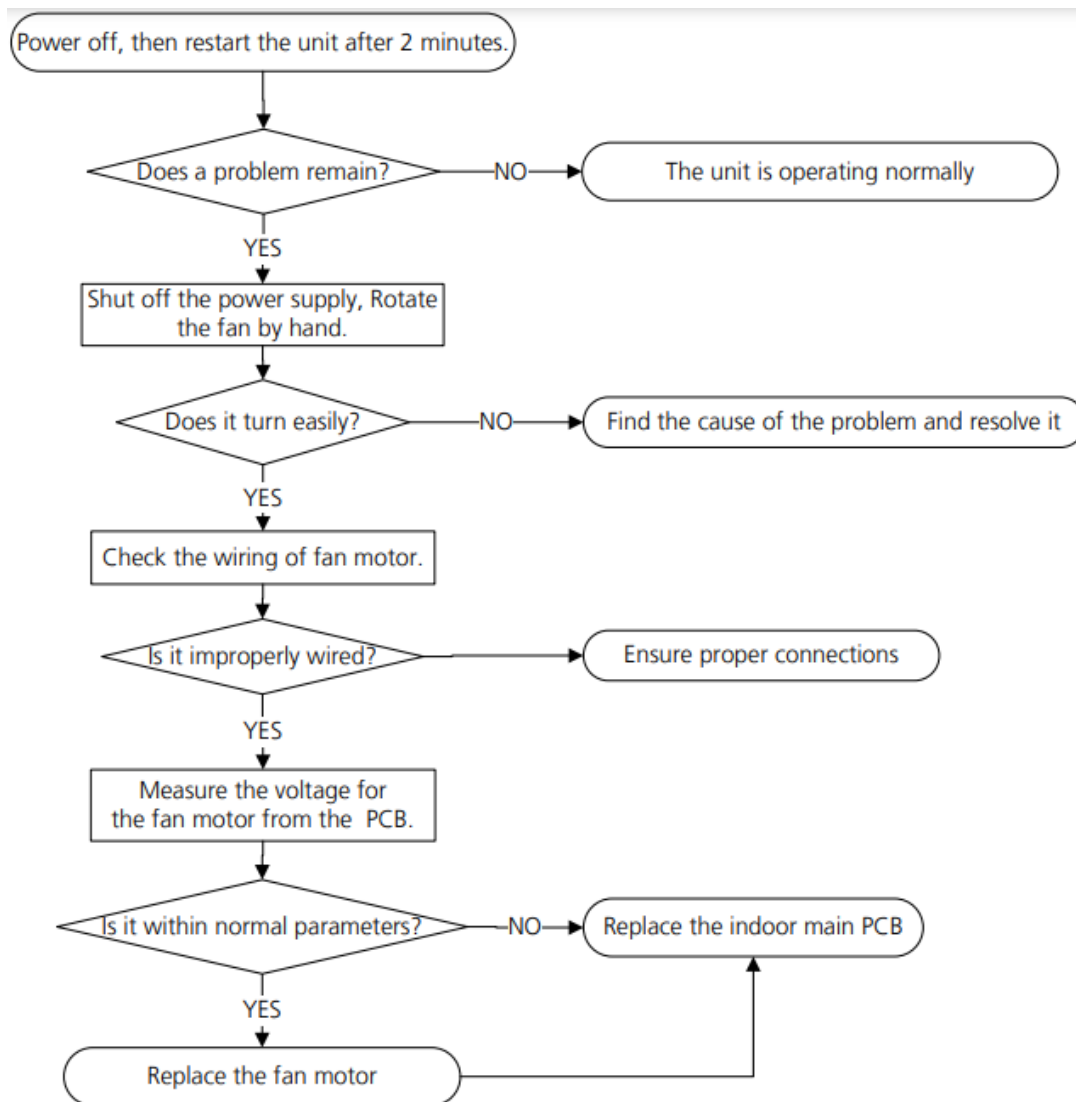 Power off, then restart the unit after 2 minutes.
Does a problem remain?
NO
The unit is operating normally
YES
Shut off the power supply, Rotate
the fan by hand.
Does it turn easily?
NO
Find the cause of the problem and resolve it
YES
Check the wiring of fan motor.
Is it improperly wired?
Ensure proper connections
YES
Measure the voltage for
the fan motor from the PCB.
Is it within normal parameters?
NO
Replace the indoor main PCB
YES
Replace the fan motor